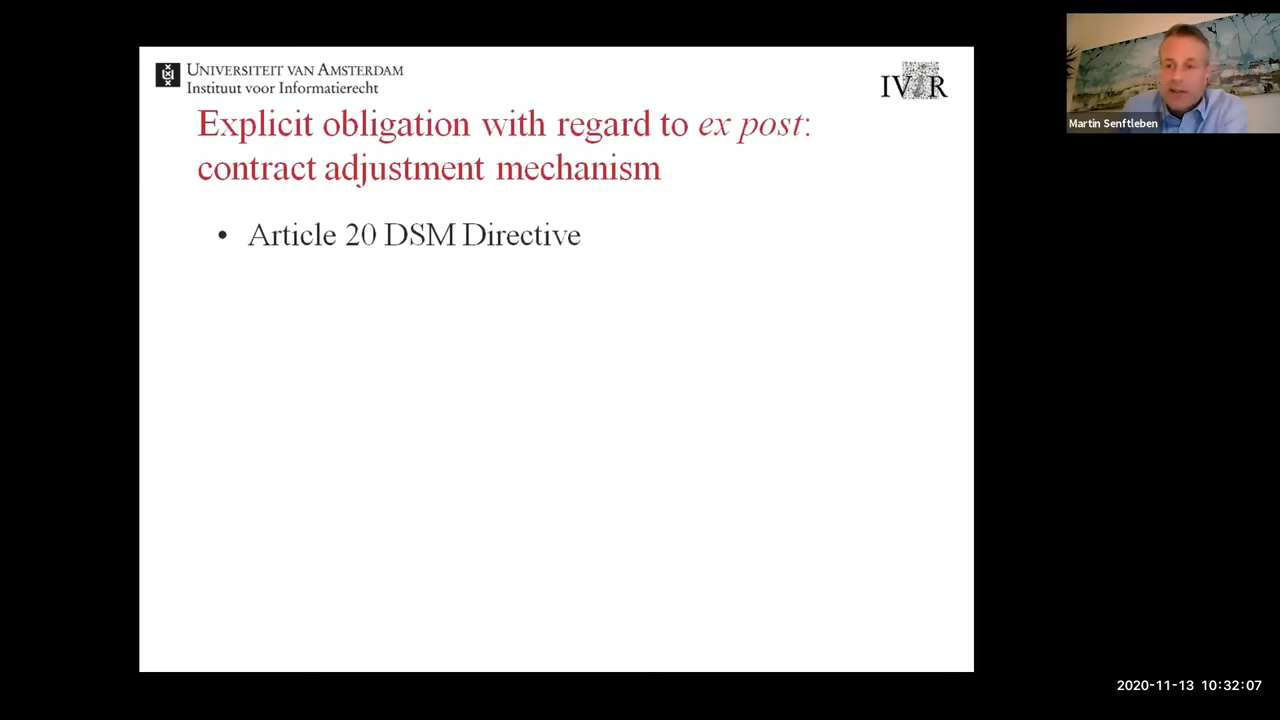 UNIVERSITEIT VAN AMSTERDAM
Instituut voor Informatierecht
IViR
Explicit obligation with regard to ex post:
contract adjustment mechanism
• Article 20 DSM Directive
Martin Senftleben
2020-11-13 10:32:07